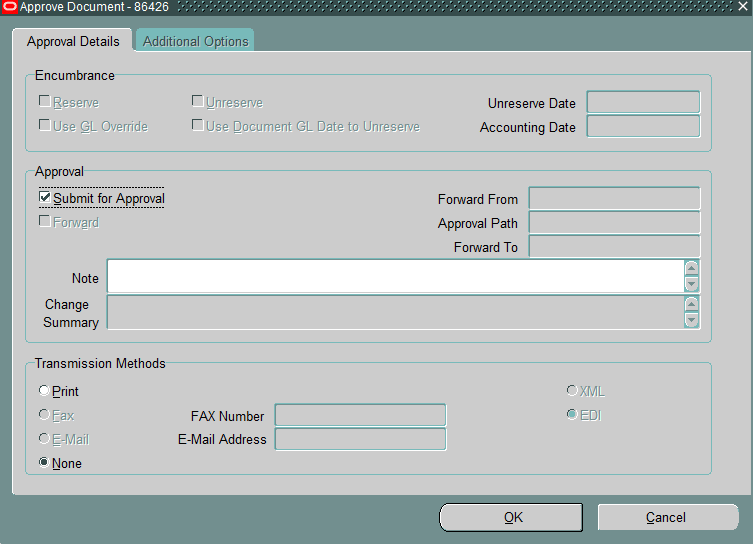 Approve Document - 86426
Approval Details Additional Options
Encumbrance
Reserve Unreserve Unreserve Date
Use GL Override Use Document GL Date to Unreserve Accounting Date
Approval
Submit for Approval Forward From
Forward Approval Path
Forward To
Note
Change
Summary
Transmission Methods
Print XML
Fax FAX Number EDI
E-Mail E-Mail Address
None
OK Cancel